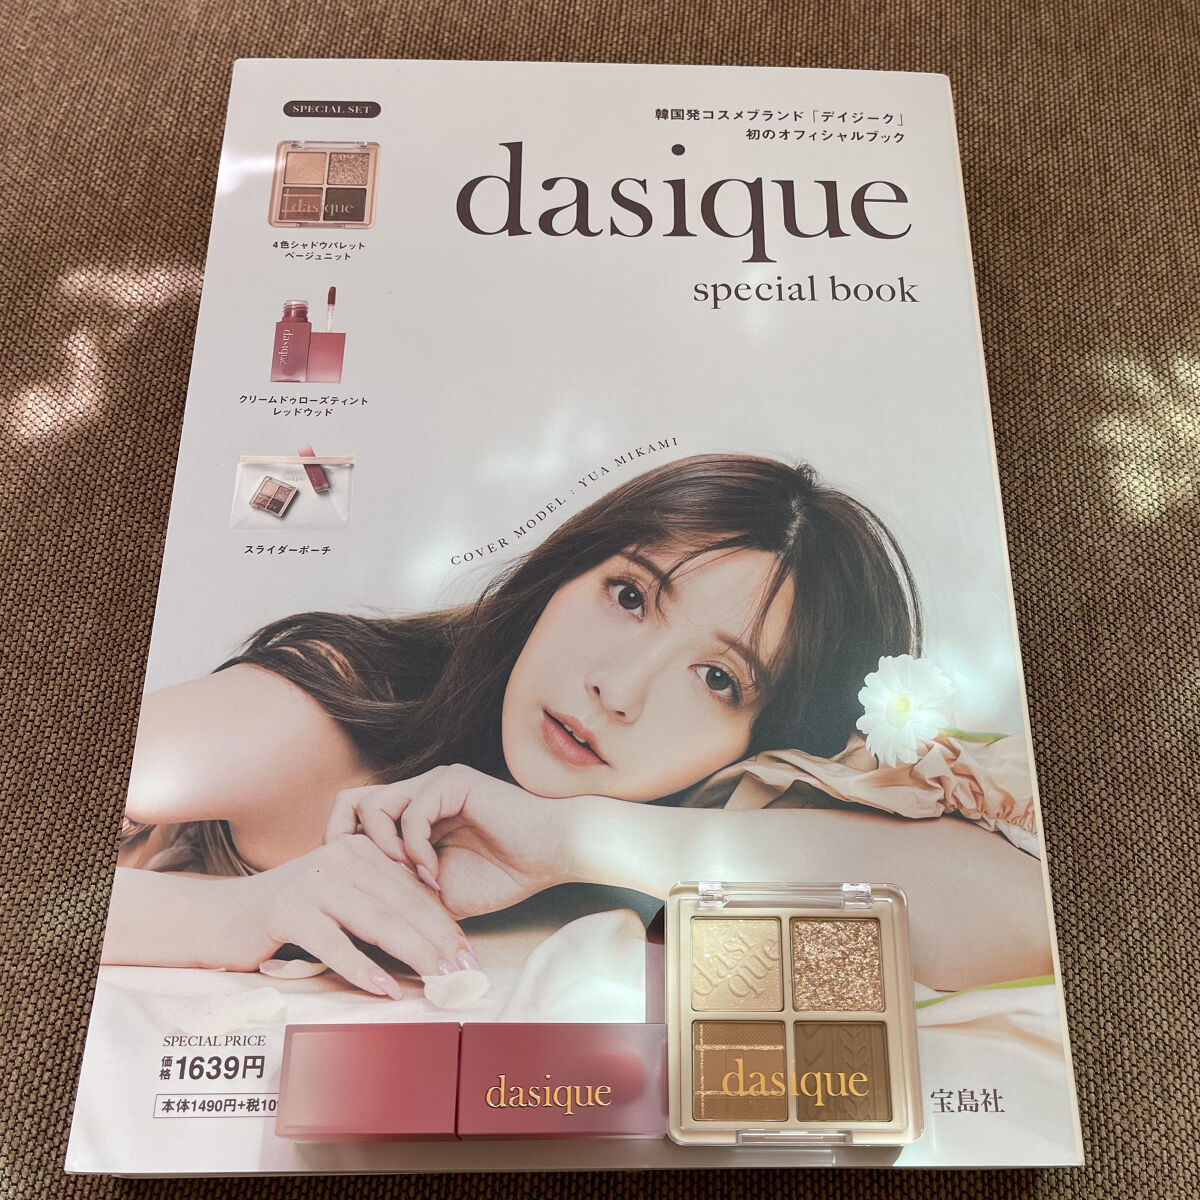 SPECIAL SET
韓国発コスメブランド「デイジーク」
初のオフィシャルブック
dasique
special book
dasique
4色シャドウパレット
ベージュニット
dasique
クリームドゥローズティント
レッドウッド
dasique
スライダーポーチ
COVER MODEL : YUA MIKAMI
SPECIAL PRICE
価格1639円
本体1490円+税10
dasique
dasi
que
dasique
宝島社